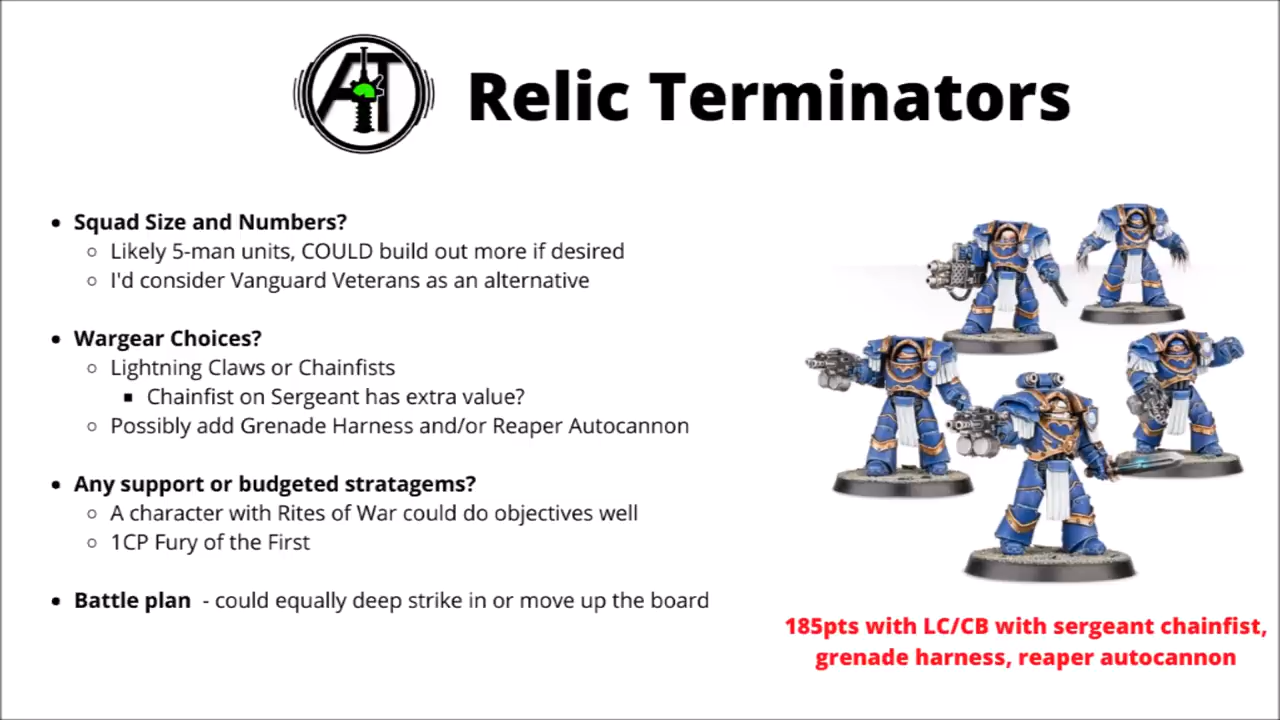 AT
Relic Terminators
• Squad Size and Numbers?
○ Likely 5-man units, COULD build out more if desired
○ I'd consider Vanguard Veterans as an alternative
• Wargear Choices?
○ Lightning Claws or Chainfists
▪ Chainfist on Sergeant has extra value?
○ Possibly add Grenade Harness and/or Reaper Autocannon
• Any support or budgeted stratagems?
○ A character with Rites of War could do objectives well
○ 1CP Fury of the First
• Battle plan - could equally deep strike in or move up the board
185pts with LC/CB with sergeant chainfist,
grenade harness, reaper autocannon